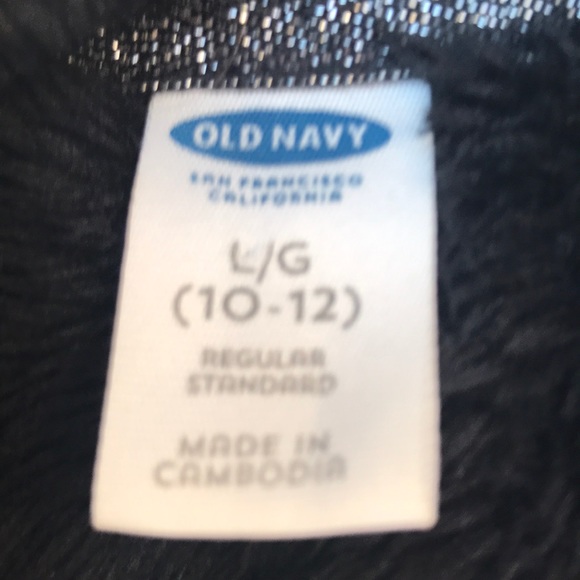 OLD NAVY
SAN FRANCISCO
CALIFORNIA
L/G
(10-12)
REGULAR
STANDARD
MADE IN
CAMBODIA